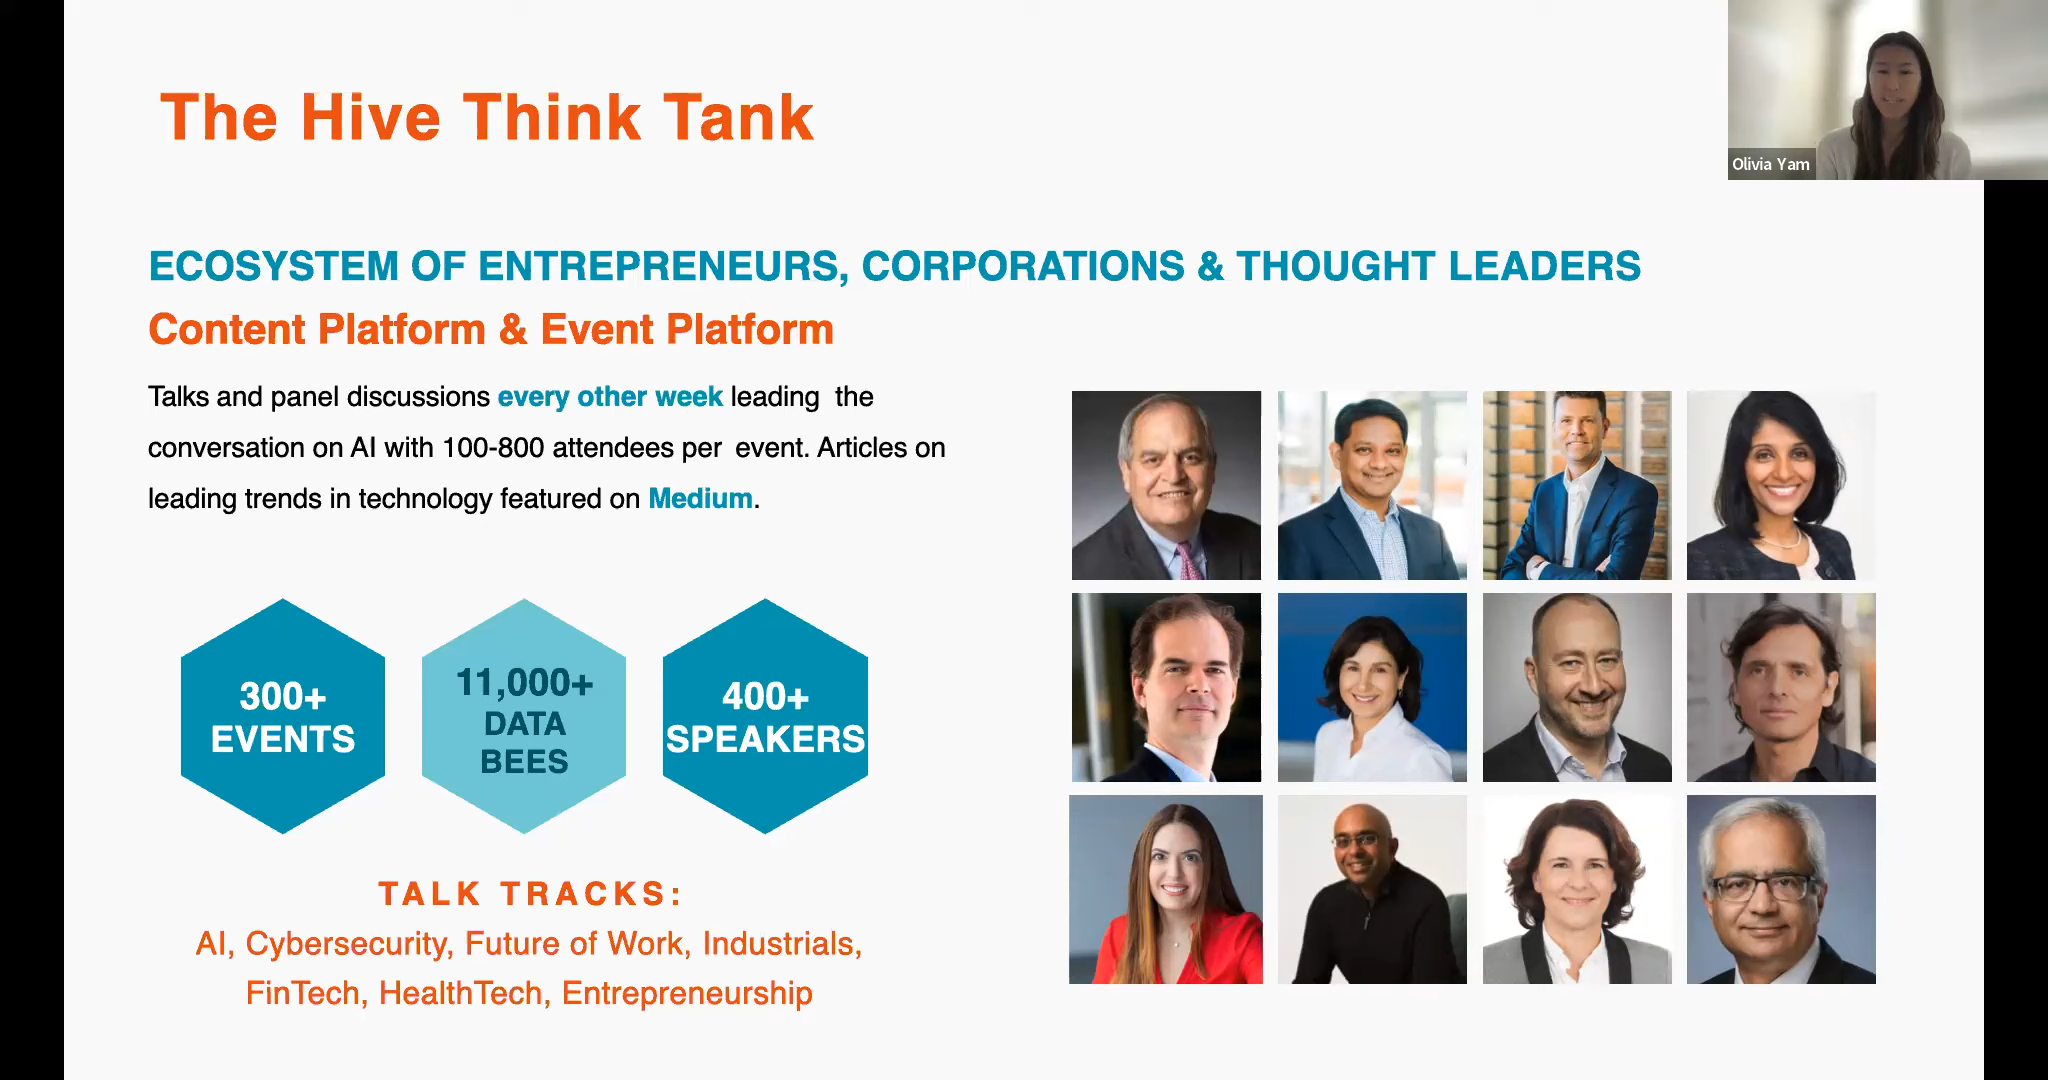 The Hive Think Tank
Olivia Yam
ECOSYSTEM OF ENTREPRENEURS, CORPORATIONS & THOUGHT LEADERS
Content Platform & Event Platform
Talks and panel discussions every other week leading the
conversation on AI with 100-800 attendees per event. Articles on
leading trends in technology featured on Medium.
300+
EVENTS
11,000+
DATA
BEES
400+
SPEAKERS
TALK TRACKS:
AI, Cybersecurity, Future of Work, Industrials,
FinTech, HealthTech, Entrepreneurship